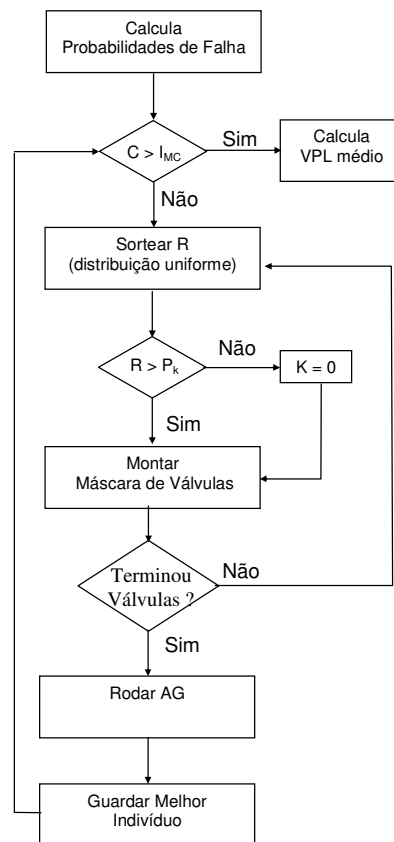 Calcula
Probabilidades de Falha
C > I_MC
Sim
Calcula
VPL médio
Não
Sortear R
(distribuição uniforme)
R > P_k
Não
K = 0
Sim
Montar
Máscara de Válvulas
Terminou
Válvulas ?
Não
Sim
Rodar AG
Guardar Melhor
Indivíduo